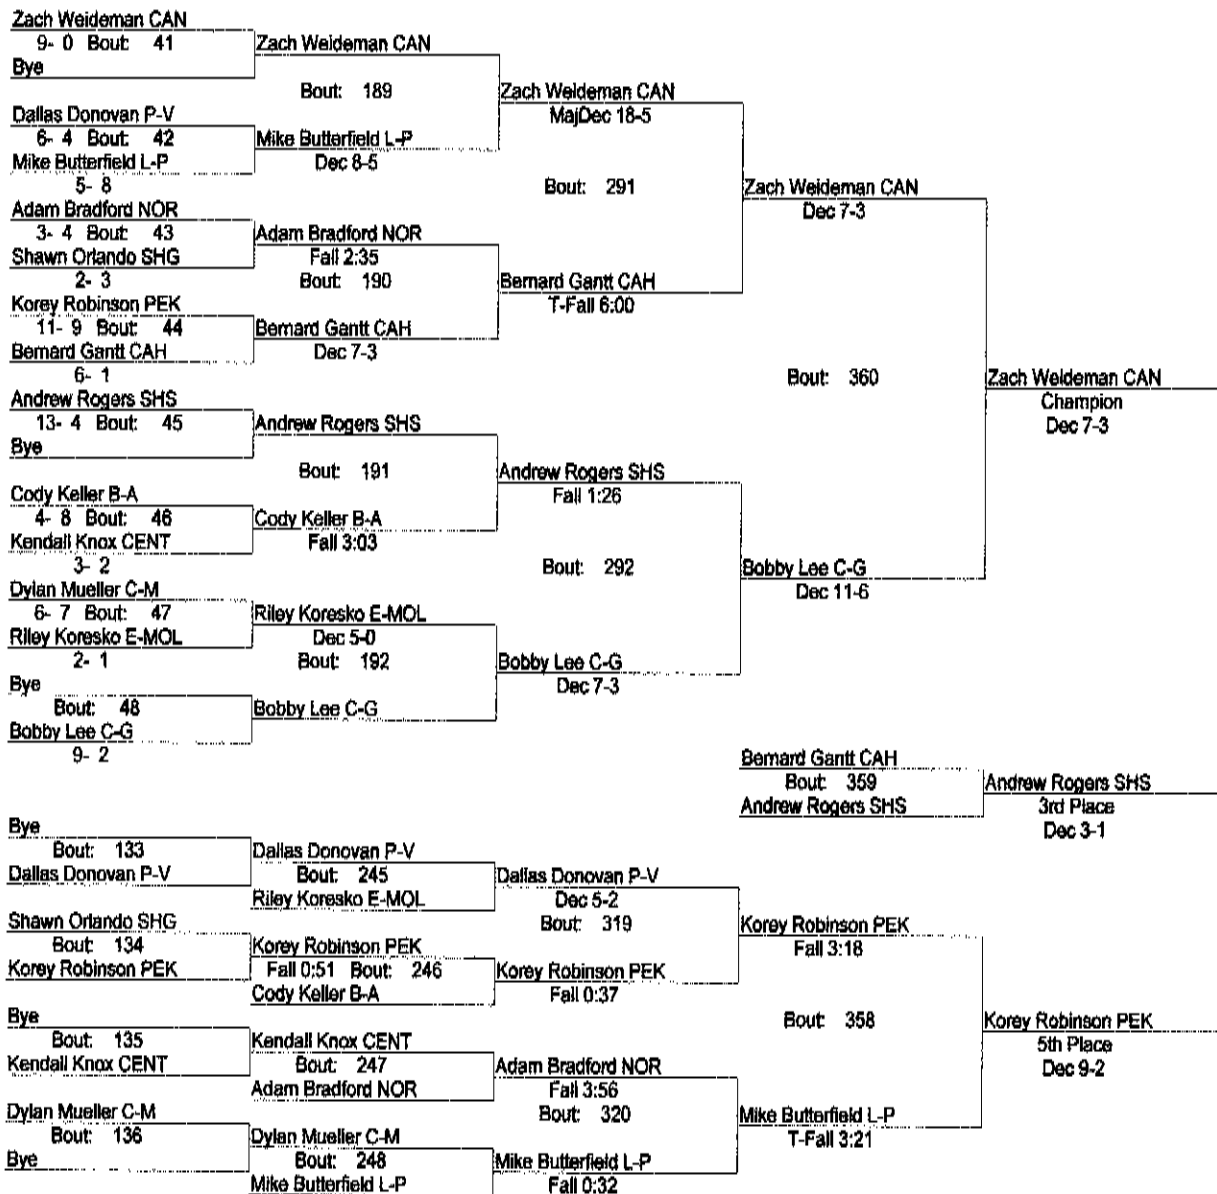 Zach Weideman CAN
9- 0 Bout: 41
Bye
Zach Weideman CAN
Bout: 189
Dallas Donovan P-V
6- 4 Bout: 42
Mike Butterfield L-P
5- 8
Mike Butterfield L-P
Dec 8-5
Zach Weideman CAN
MajDec 18-5
Bout: 291
Adam Bradford NOR
3- 4 Bout: 43
Shawn Orlando SHG
2- 3
Adam Bradford NOR
Fall 2:35
Bout: 190
Korey Robinson PEK
11- 9 Bout: 44
Bernard Gantt CAH
6- 1
Bernard Gantt CAH
Dec 7-3
Bernard Gantt CAH
T-Fall 6:00
Zach Weideman CAN
Dec 7-3
Bout: 360
Zach Weideman CAN
Champion
Dec 7-3
Andrew Rogers SHS
13- 4 Bout: 45
Bye
Andrew Rogers SHS
Bout: 191
Cody Keller B-A
4- 8 Bout: 46
Kendall Knox CENT
3- 2
Cody Keller B-A
Fall 3:03
Andrew Rogers SHS
Fall 1:26
Bout: 292
Dylan Mueller C-M
6- 7 Bout: 47
Riley Koresko E-MOL
2- 1
Riley Koresko E-MOL
Dec 5-0
Bout: 192
Bye
Bout: 48
Bobby Lee C-G
9- 2
Bobby Lee C-G
Bobby Lee C-G
Dec 7-3
Bobby Lee C-G
Dec 11-6
Bernard Gantt CAH
Bout: 359
Andrew Rogers SHS
Andrew Rogers SHS
3rd Place
Dec 3-1
Bye
Bout: 133
Dallas Donovan P-V
Dallas Donovan P-V
Bout: 245
Riley Koresko E-MOL
Dallas Donovan P-V
Dec 5-2
Bout: 319
Shawn Orlando SHG
Bout: 134
Korey Robinson PEK
Korey Robinson PEK
Fall 0:51 Bout: 246
Cody Keller B-A
Korey Robinson PEK
Fall 0:37
Korey Robinson PEK
Fall 3:18
Bout: 358
Korey Robinson PEK
5th Place
Dec 9-2
Bye
Bout: 135
Kendall Knox CENT
Kendall Knox CENT
Bout: 247
Adam Bradford NOR
Adam Bradford NOR
Fall 3:56
Bout: 320
Dylan Mueller C-M
Bout: 136
Bye
Dylan Mueller C-M
Bout: 248
Mike Butterfield L-P
Mike Butterfield L-P
Fall 0:32
Mike Butterfield L-P
T-Fall 3:21